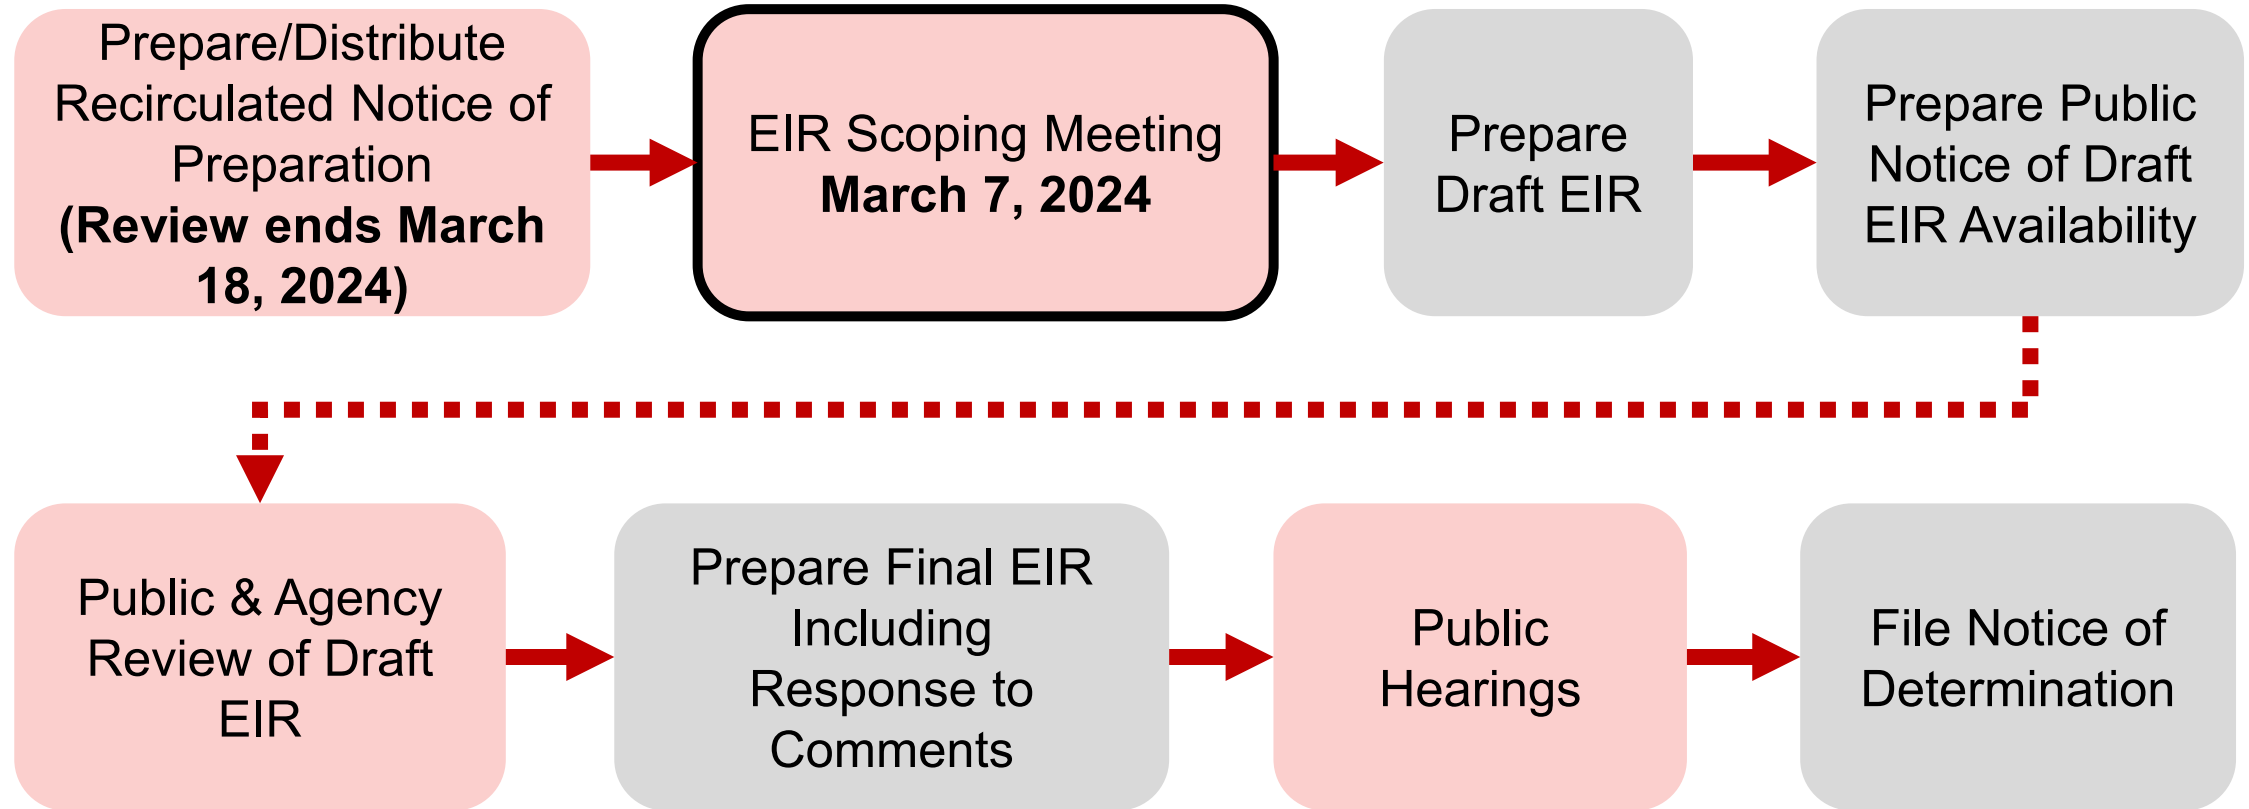 Prepare/Distribute
Recirculated Notice of
Preparation
(Review ends March
18, 2024)
EIR Scoping Meeting
March 7, 2024
Prepare
Draft EIR
Prepare Public
Notice of Draft
EIR Availability
Public & Agency
Review of Draft
EIR
Prepare Final EIR
Including
Response to
Comments
Public
Hearings
File Notice of
Determination